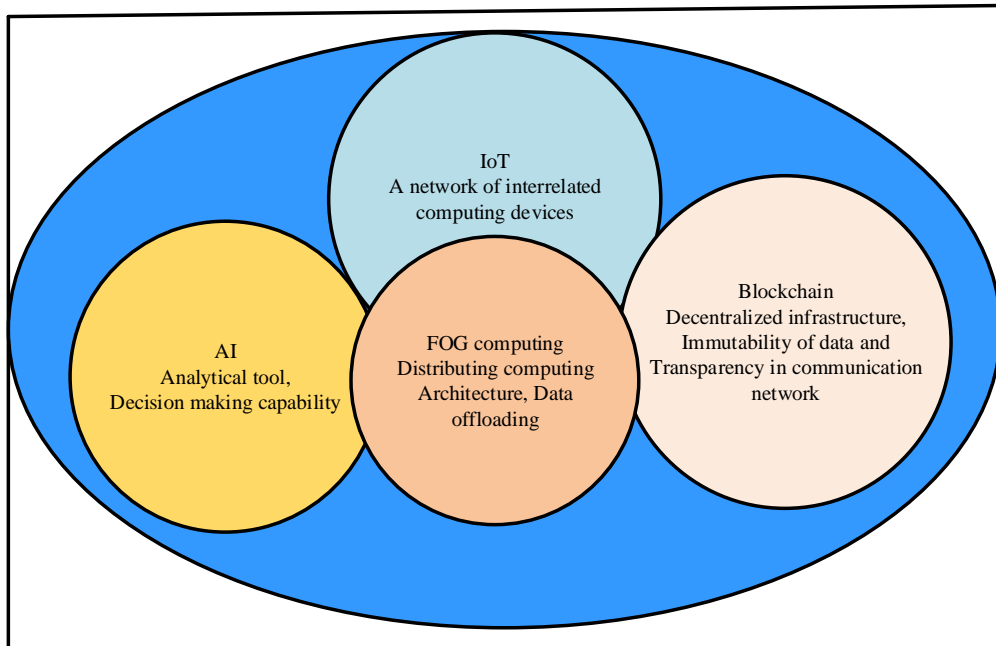 IoT
A network of interrelated
computing devices
AI
Analytical tool,
Decision making capability
FOG computing
Distributing computing
Architecture, Data
offloading
Blockchain
Decentralized infrastructure,
Immutability of data and
Transparency in communication
network